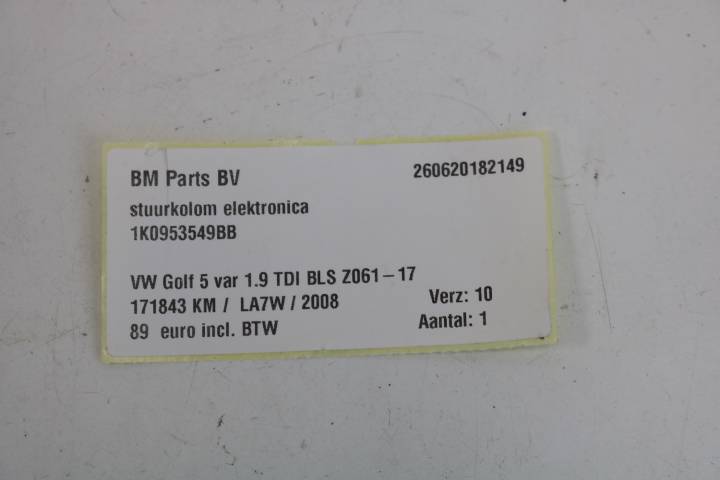 BM Parts BV 260620182149
stuurkolom elektronica
1K0953549BB
VW Golf 5 var 1.9 TDI BLS Z061-17
171843 KM / LA7W / 2008 Verz: 10
89 euro incl. BTW Aantal: 1